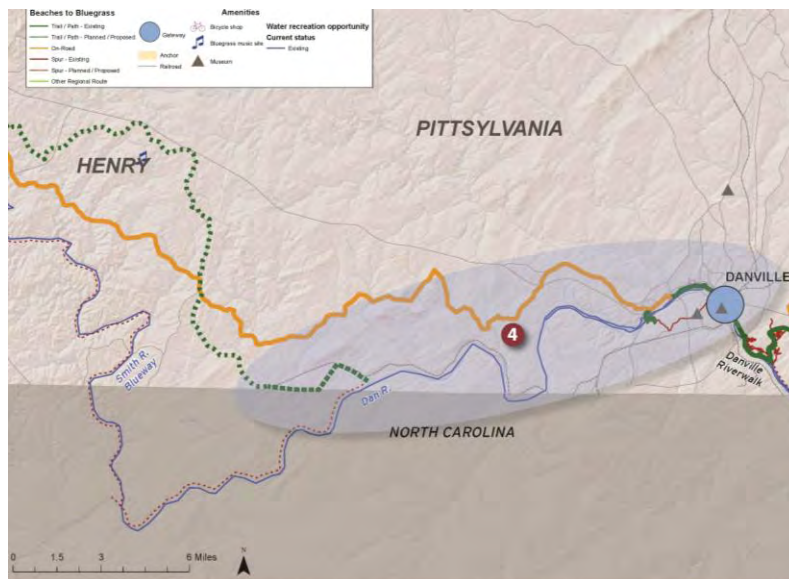 Beaches to Bluegrass
Trail / Path - Existing
Trail / Path - Planned / Proposed
On-Road
Spur - Existing
Spur - Planned / Proposed
Other Regional Route
Gateway
Anchor
Railroad
Amenities
Bicycle shop
Bluegrass music site
Museum
Water recreation opportunity
Current status
Existing
PITTSYLVANIA
HENRY
DANVILLE
4
Danville
Riverwalk
Smith R.
Blueway
Dan R.
NORTH CAROLINA
0 1.5 3 6 Miles
N